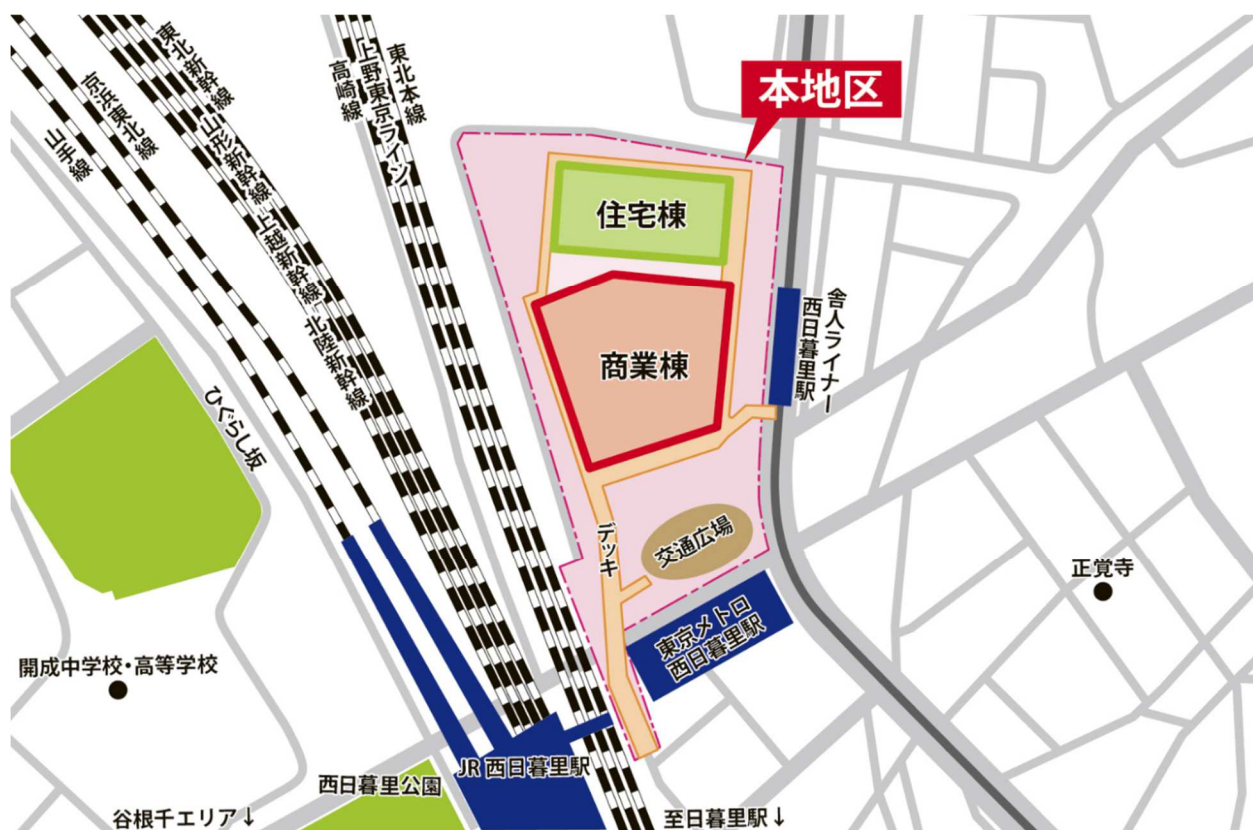 本地区
東北本線
上野東京ライン
高崎線
東北新幹線
山形新幹線
上越新幹線
北陸新幹線
京浜東北線
山手線
住宅棟
商業棟
舎人ライナー
西日暮里駅
ひぐらし坂
デッキ
交通広場
正覚寺
東京メトロ
西日暮里駅
開成中学校・高等学校
JR 西日暮里駅
西日暮里公園
谷根千エリア↓
至日暮里駅↓